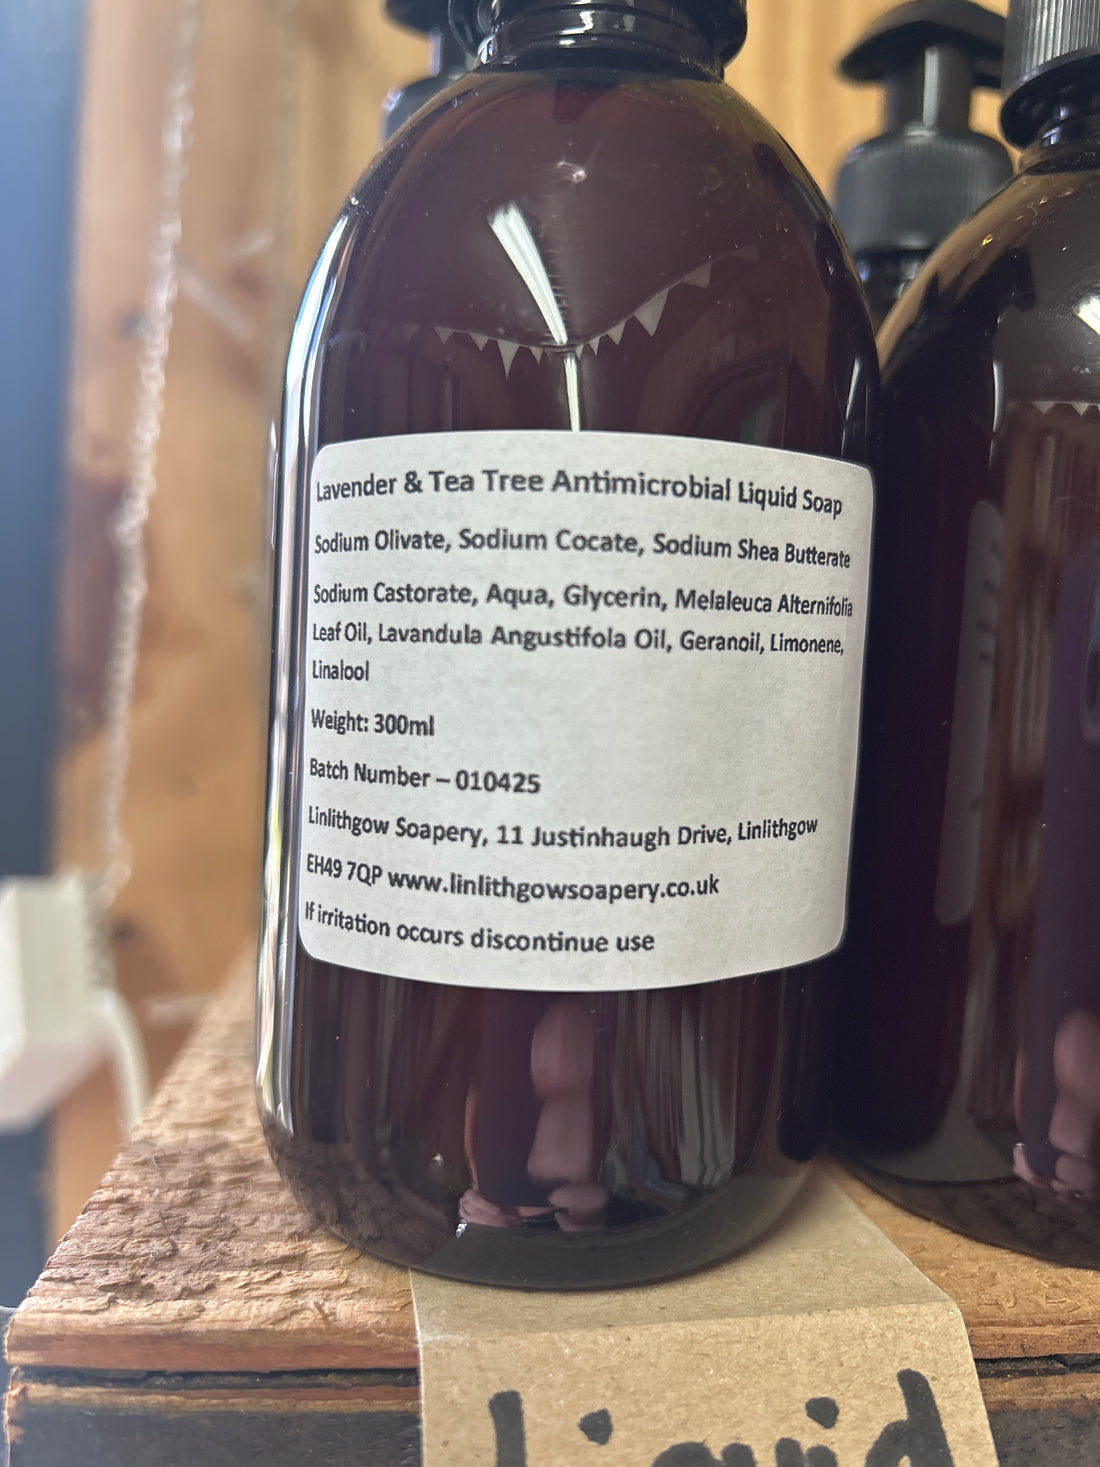 Lavender & Tea Tree Antimicrobial Liquid Soap
Sodium Olivate, Sodium Cocate, Sodium Shea Butterate
Sodium Castorate, Aqua, Glycerin, Melaleuca Alternifolia
Leaf Oil, Lavandula Angustifola Oil, Geranoil, Limonene,
Linalool
Weight: 300ml
Batch Number – 010425
Linlithgow Soapery, 11 Justinhaugh Drive, Linlithgow
EH49 7QP www.linlithgowsoapery.co.uk
If irritation occurs discontinue use
Liquid